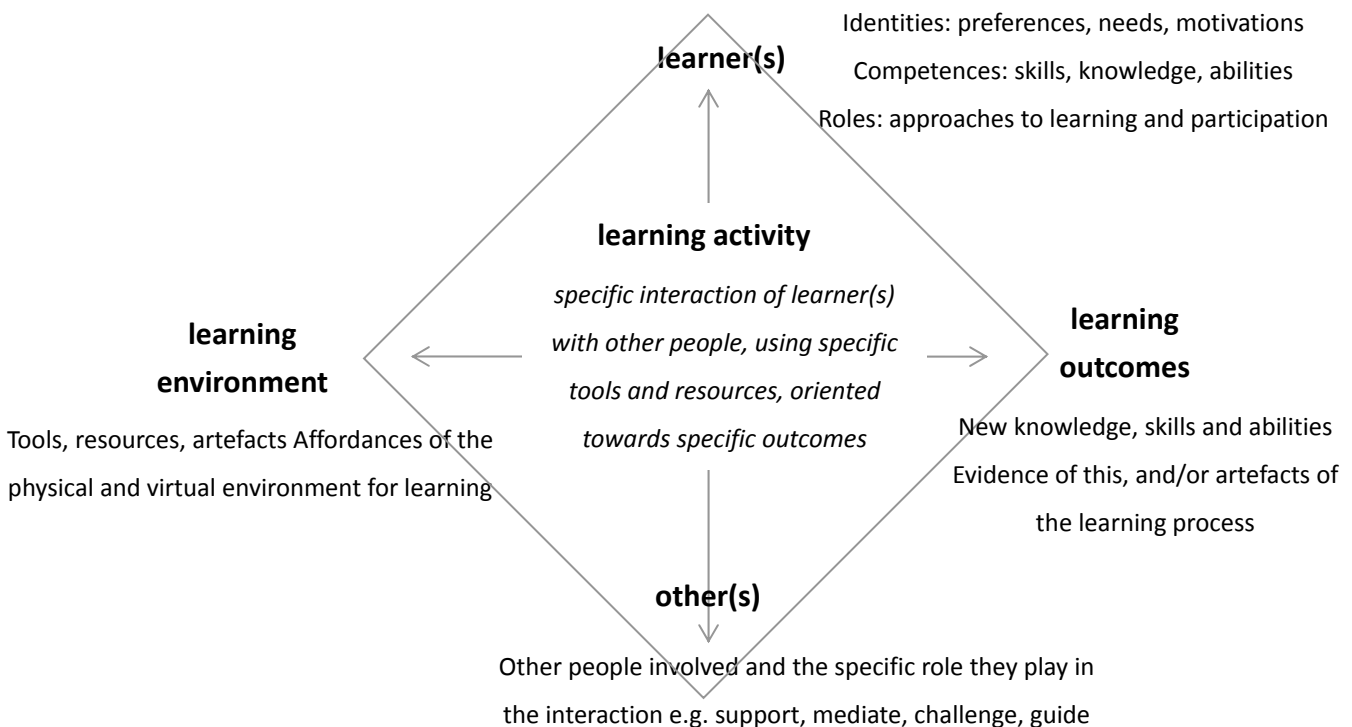 Identities: preferences, needs, motivations
learner(s)
Competences: skills, knowledge, abilities
Roles: approaches to learning and participation
learning activity
specific interaction of learner(s)
with other people, using specific
tools and resources, oriented
towards specific outcomes
learning
environment
Tools, resources, artefacts Affordances of the
physical and virtual environment for learning
learning
outcomes
New knowledge, skills and abilities
Evidence of this, and/or artefacts of
the learning process
other(s)
Other people involved and the specific role they play in
the interaction e.g. support, mediate, challenge, guide